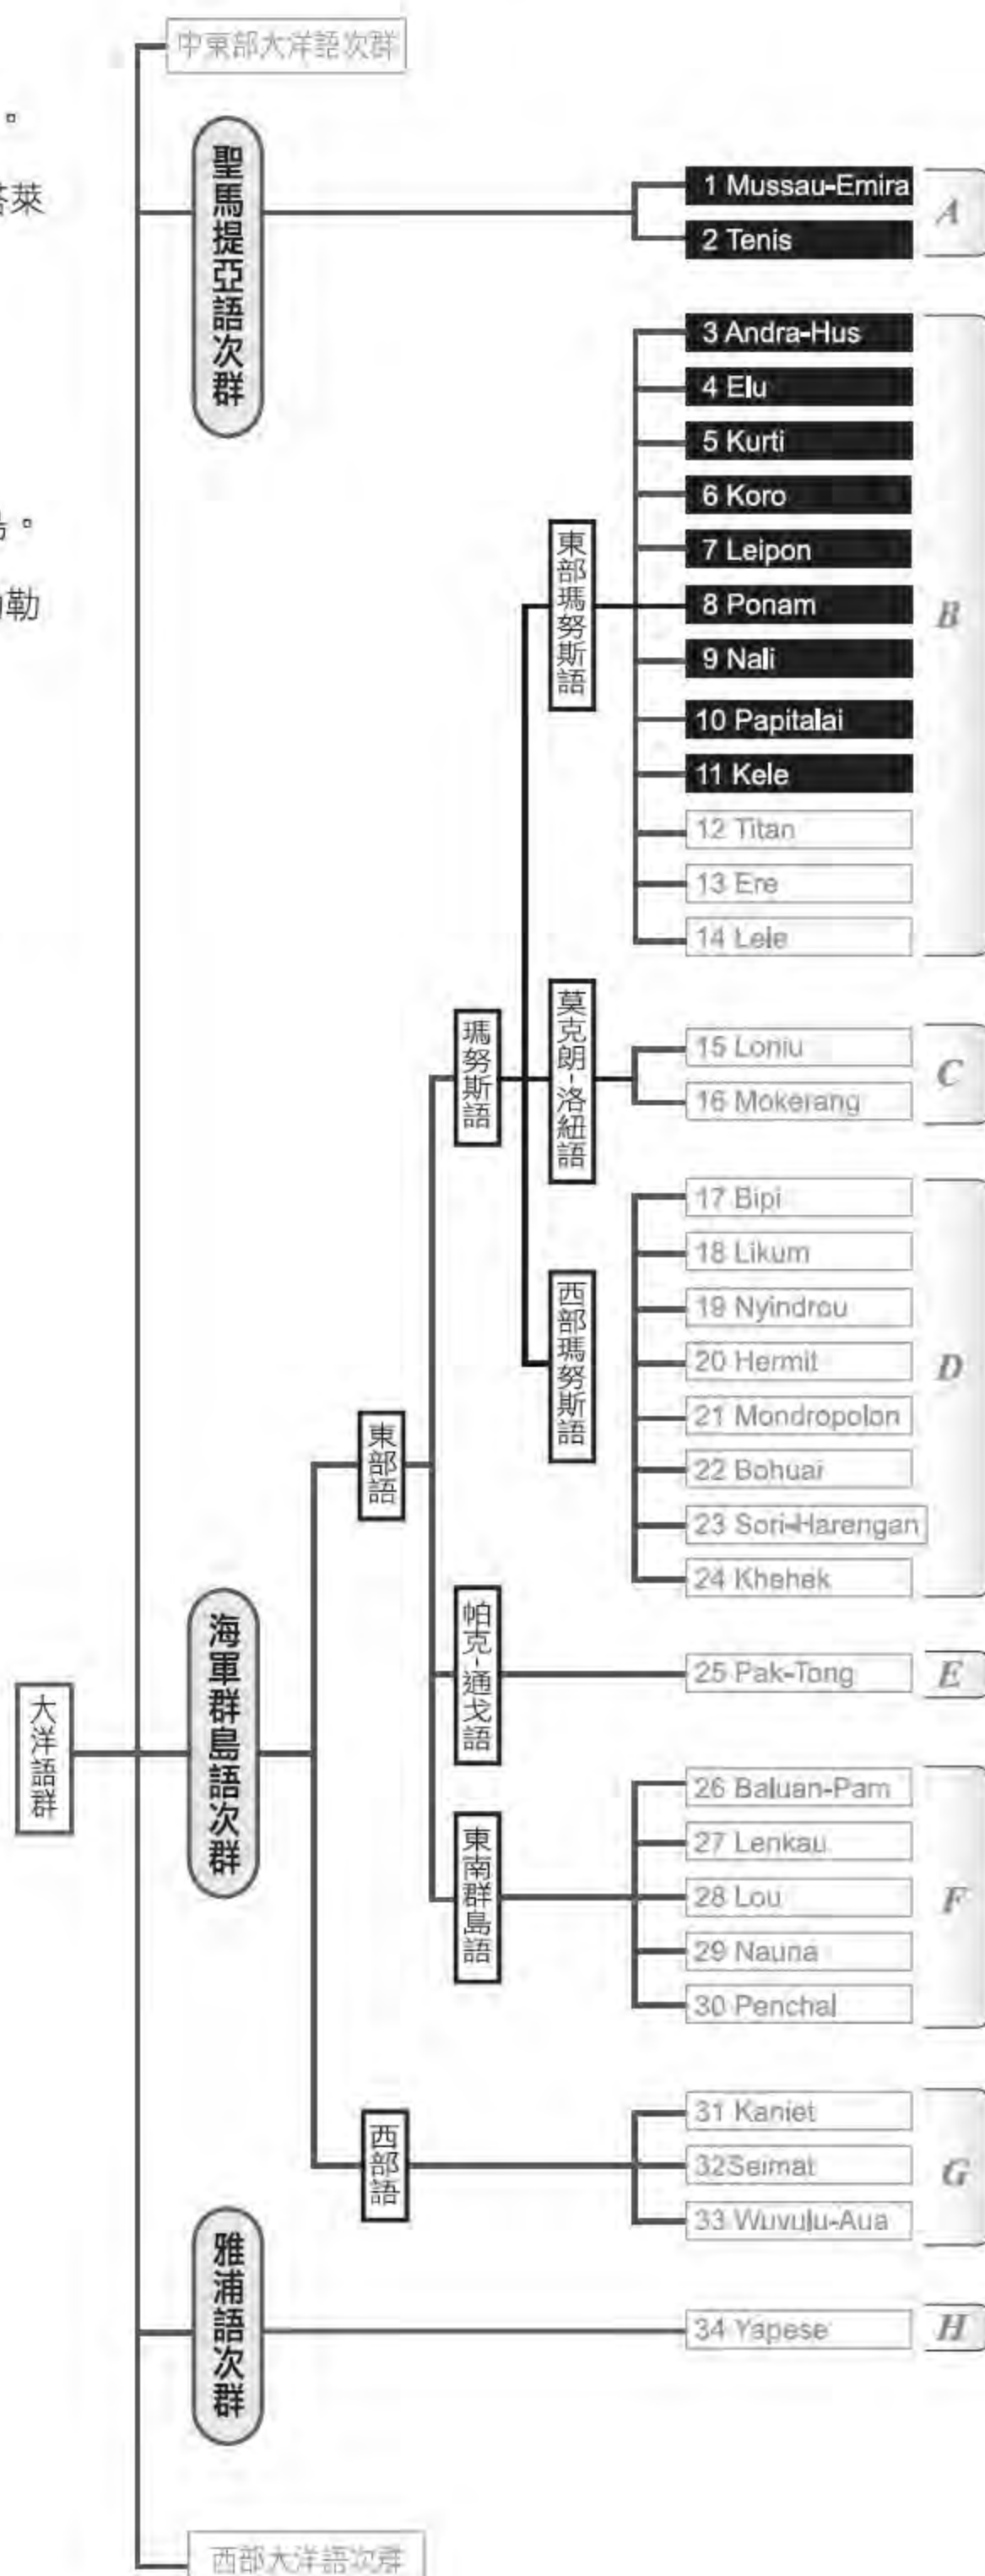 中東部大洋語次群
。
聖馬提亞語次群
1 Mussau-Emira
2 Tenis
A
3 Andra-Hus
4 Elu
5 Kurti
6 Koro
7 Leipon
8 Ponam
9 Nali
10 Papitalai
11 Kele
12 Titan
13 Ere
14 Lele
B
東部瑪努斯語
瑪努斯語
莫克朗-洛紐語
15 Loniu
16 Mokerang
C
西部瑪努斯語
17 Bipi
18 Likum
19 Nyindrou
20 Hermit
21 Mondropolon
22 Bohuai
23 Sori-Harengan
24 Khehek
D
東部語
帕克-通戈語
25 Pak-Tong
E
海軍群島語次群
大洋語群
東南群島語
26 Baluan-Pam
27 Lenkau
28 Lou
29 Nauna
30 Penchal
F
西部語
31 Kaniet
32Seimat
33 Wuvulu-Aua
G
雅浦語次群
34 Yapese
H
西部大洋語次群